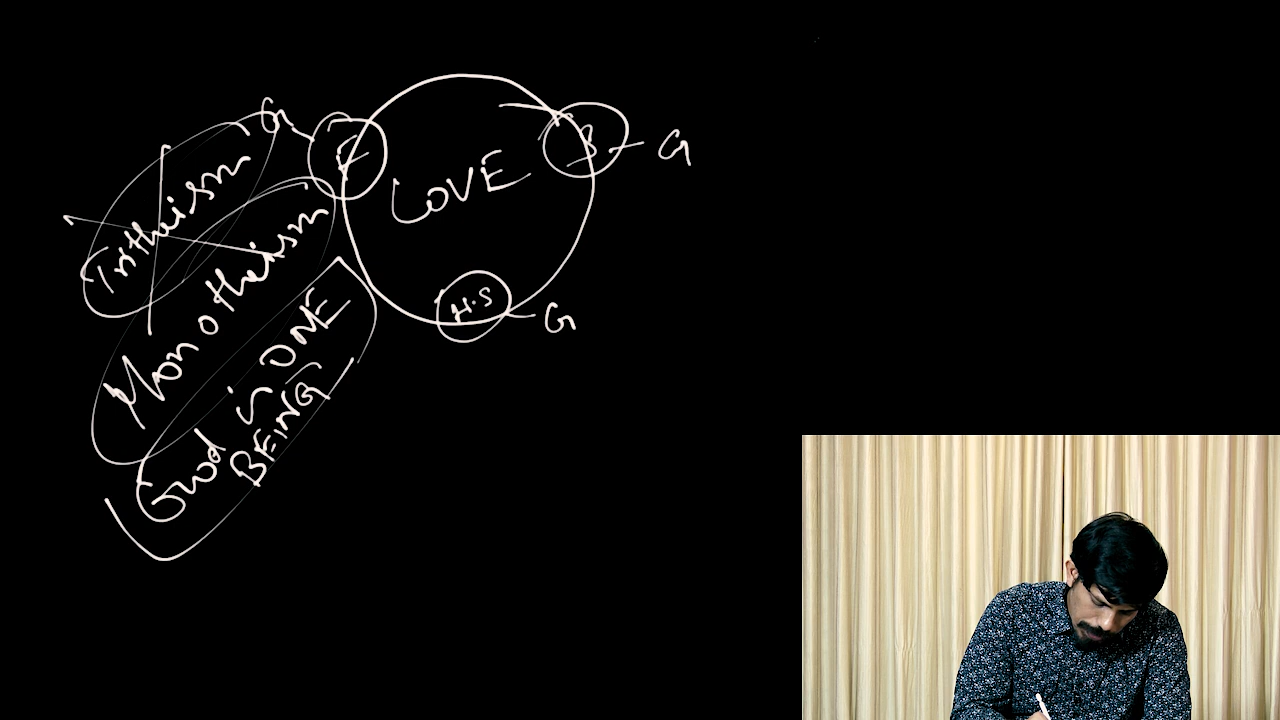 G
F
LOVE
S
G
H.S
G
Tritheism
Monotheism
God is ONE
BEING